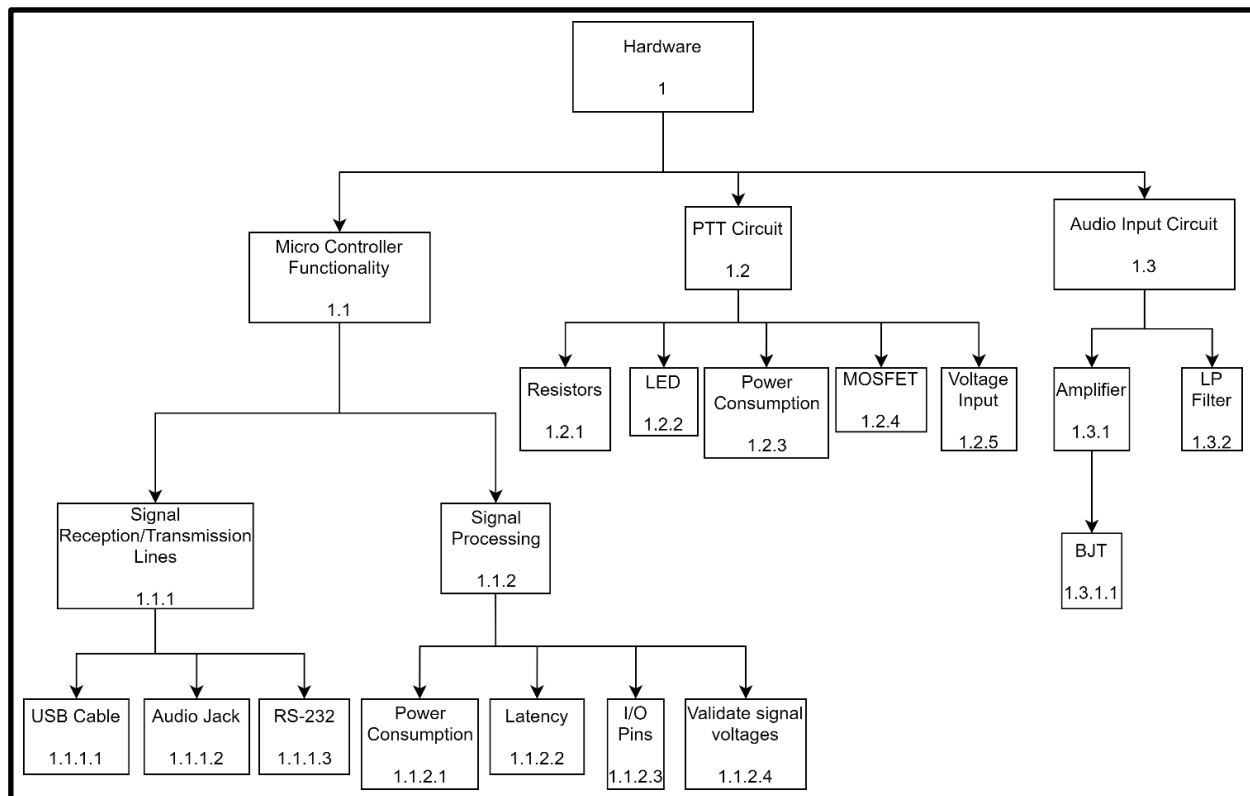 Hardware
1
Micro Controller
Functionality
1.1
PTT Circuit
1.2
Audio Input Circuit
1.3
Resistors
1.2.1
LED
1.2.2
Power
Consumption
1.2.3
MOSFET
1.2.4
Voltage
Input
1.2.5
Amplifier
1.3.1
LP
Filter
1.3.2
Signal
Reception/Transmission
Lines
1.1.1
Signal
Processing
1.1.2
BJT
1.3.1.1
USB Cable
1.1.1.1
Audio Jack
1.1.1.2
RS-232
1.1.1.3
Power
Consumption
1.1.2.1
Latency
1.1.2.2
I/O
Pins
1.1.2.3
Validate signal
voltages
1.1.2.4